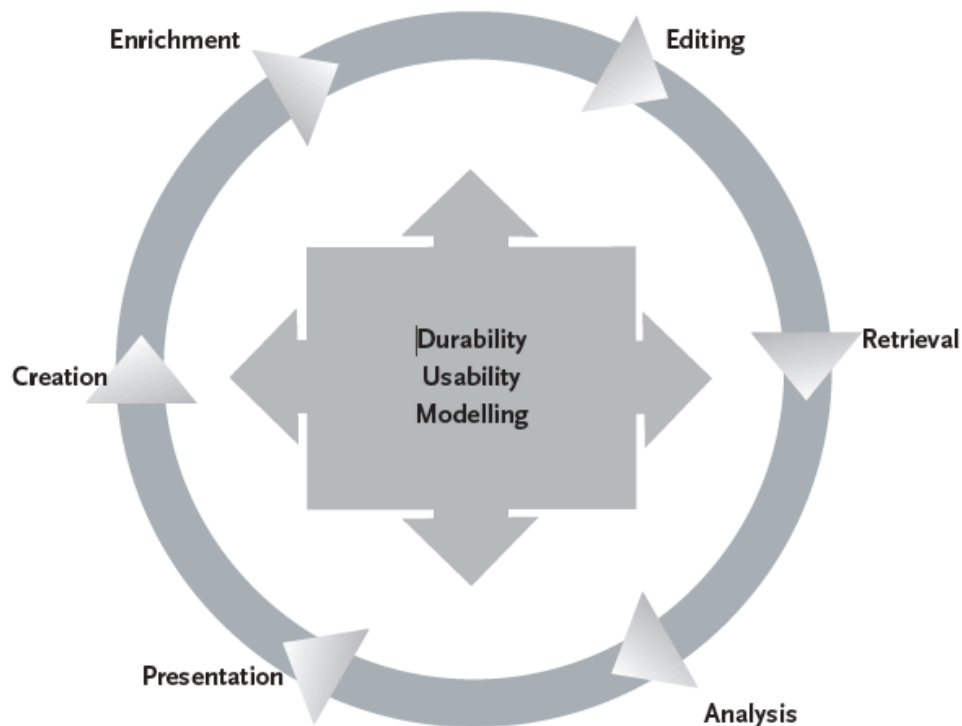 Enrichment
Editing
Durability
Usability
Modelling
Retrieval
Creation
Presentation
Analysis